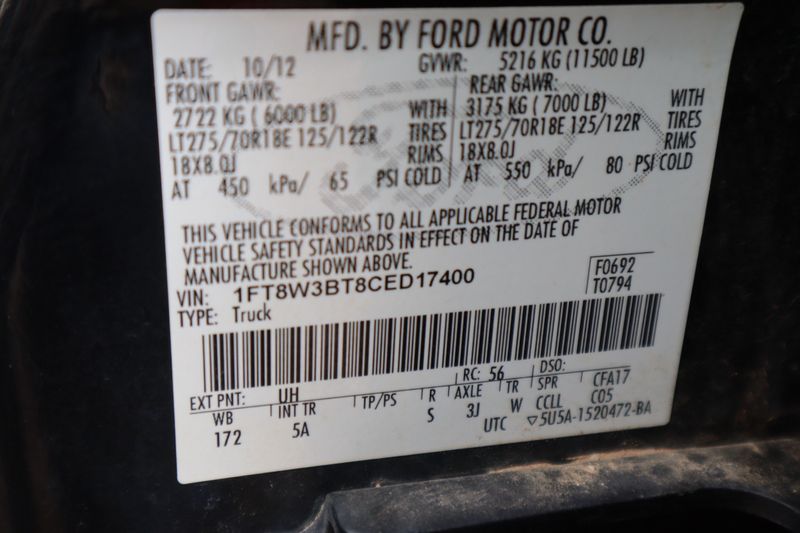 MFD. BY FORD MOTOR CO.
DATE: 10/12 GVWR: 5216 KG (11500 LB)
FRONT GAWR: REAR GAWR:
2722 KG ( 6000 LB) WITH 3175 KG ( 7000 LB) WITH
LT275/70R18E 125/122R TIRES LT275/70R18E 125/122R TIRES
18X8.0J RIMS 18X8.0J RIMS
AT 450 kPa/ 65 PSI COLD AT 550 kPa/ 80 PSI COLD
THIS VEHICLE CONFORMS TO ALL APPLICABLE FEDERAL MOTOR
VEHICLE SAFETY STANDARDS IN EFFECT ON THE DATE OF
MANUFACTURE SHOWN ABOVE.
VIN: 1FT8W3BT8CED17400 F0692
TYPE: Truck T0794
EXT PNT: UH RC: 56 DSO:
WB INT TR TP/PS R AXLE TR SPR CFA17
172 5A S 3J W CCLL C05
UTC ▽5U5A-1520472-BA